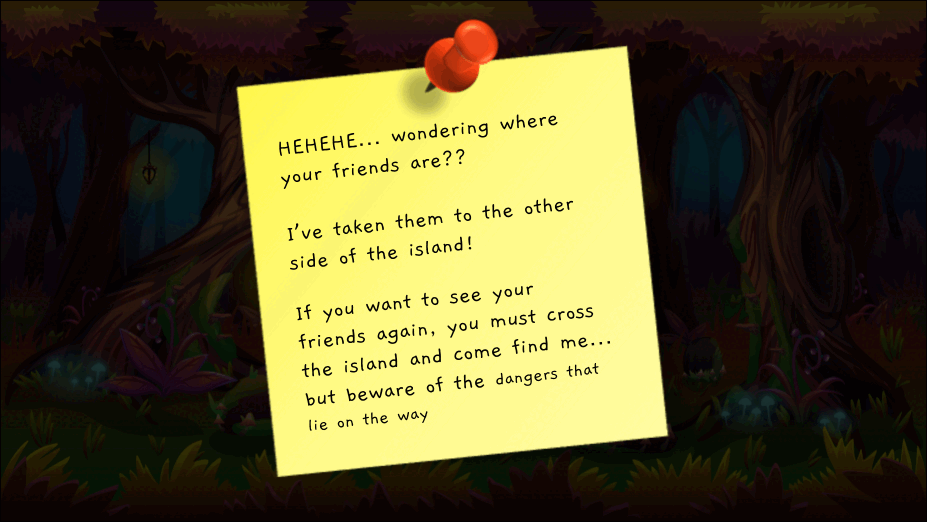 HEHEHE... wondering where
your friends are??
I've taken them to the other
side of the island!
If you want to see your
friends again, you must cross
the island and come find me...
but beware of the dangers that
lie on the way